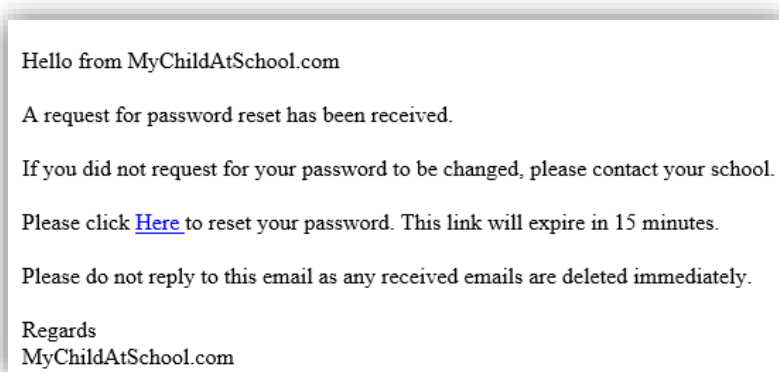 Hello from MyChildAtSchool.com
A request for password reset has been received.
If you did not request for your password to be changed, please contact your school.
Please click Here to reset your password. This link will expire in 15 minutes.
Please do not reply to this email as any received emails are deleted immediately.
Regards
MyChildAtSchool.com